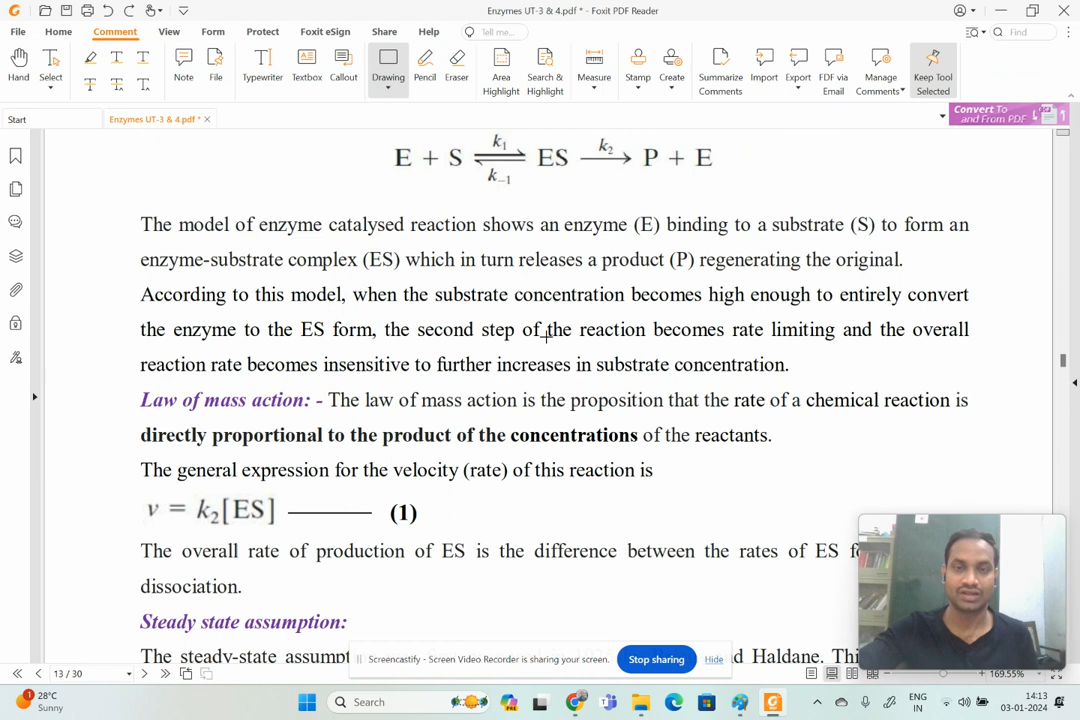 Enzymes UT-3 & 4.pdf * - Foxit PDF Reader
File Home Comment View Form Protect Foxit eSign Share Help Tell me... Find
Hand Select Note File Typewriter Textbox Callout Drawing Pencil Eraser Area Highlight Search & Highlight Measure Stamp Create Summarize Comments Import Export FDF via Email Manage Comments Keep Tool Selected
Start Enzymes UT-3 & 4.pdf * Convert To and From PDF
E + S k1 k−1 ES k2 P + E
The model of enzyme catalysed reaction shows an enzyme (E) binding to a substrate (S) to form an
enzyme-substrate complex (ES) which in turn releases a product (P) regenerating the original.
According to this model, when the substrate concentration becomes high enough to entirely convert
the enzyme to the ES form, the second step of the reaction becomes rate limiting and the overall
reaction rate becomes insensitive to further increases in substrate concentration.
Law of mass action: - The law of mass action is the proposition that the rate of a chemical reaction is
directly proportional to the product of the concentrations of the reactants.
The general expression for the velocity (rate) of this reaction is
v = k2[ES] ——— (1)
The overall rate of production of ES is the difference between the rates of ES
dissociation.
Steady state assumption:
The steady-state Haldane.
Screencastify - Screen Video Recorder is sharing your screen. Stop sharing Hide
13 / 30 169.55%
28°C
Sunny
Search
ENG
IN
14:13
03-01-2024